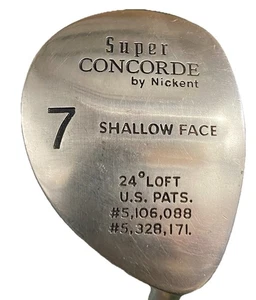 Super
CONCORDE
by Nickent
7 SHALLOW FACE
24° LOFT
U.S. PATS.
#5,106,088
#5,328,171.